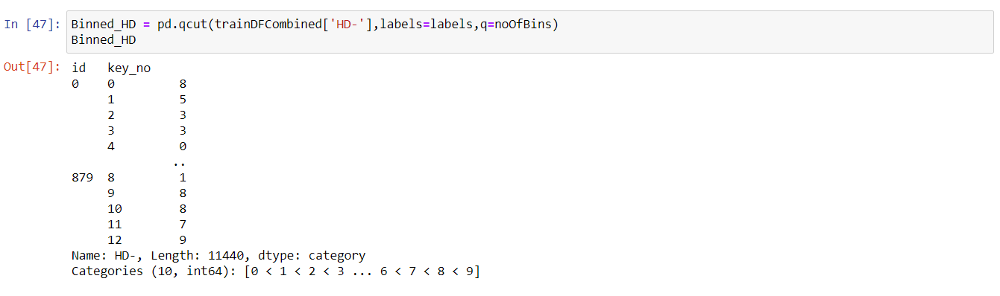 In [47]: Binned_HD = pd.qcut(trainDFCombined['HD-'],labels=labels,q=noOfBins)
Binned_HD
Out[47]: id key_no
0 0 8
1 5
2 3
3 3
4 0
..
879 8 1
9 8
10 8
11 7
12 9
Name: HD-, Length: 11440, dtype: category
Categories (10, int64): [0 < 1 < 2 < 3 ... 6 < 7 < 8 < 9]